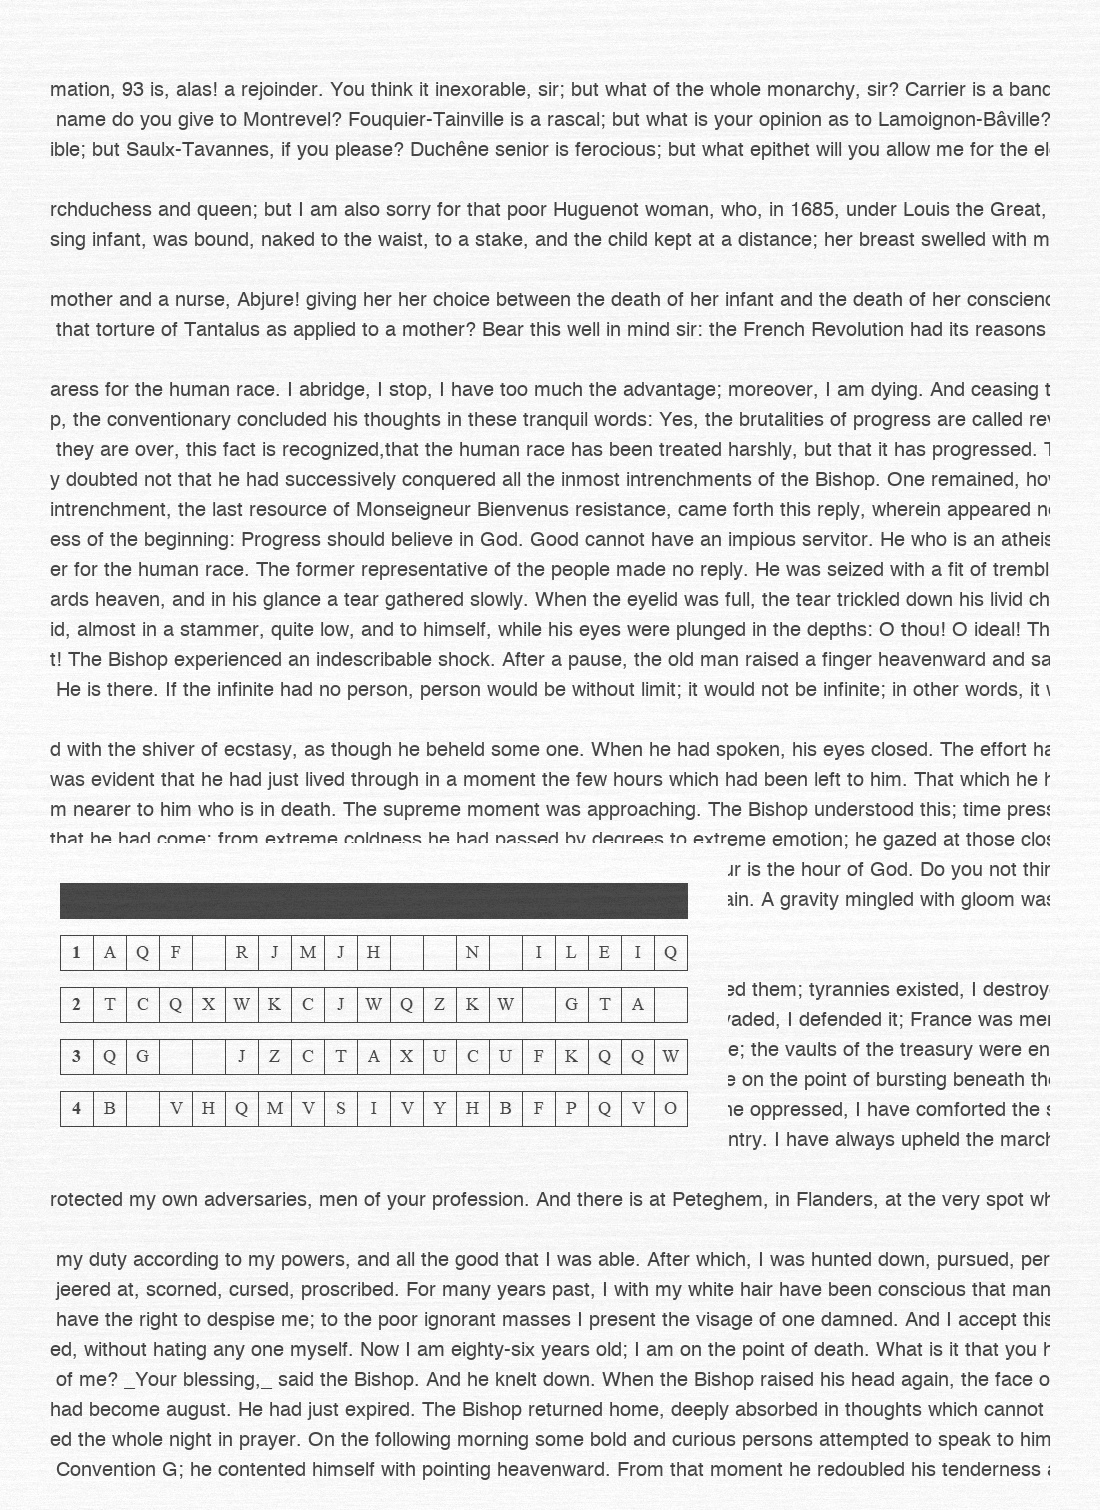 mation, 93 is, alas! a rejoinder. You think it inexorable, sir; but what of the whole monarchy, sir? Carrier is a band
name do you give to Montrevel? Fouquier-Tainville is a rascal; but what is your opinion as to Lamoignon-Bâville?
ible; but Saulx-Tavannes, if you please? Duchêne senior is ferocious; but what epithet will you allow me for the el
rchduchess and queen; but I am also sorry for that poor Huguenot woman, who, in 1685, under Louis the Great,
sing infant, was bound, naked to the waist, to a stake, and the child kept at a distance; her breast swelled with m
mother and a nurse, Abjure! giving her her choice between the death of her infant and the death of her conscienc
that torture of Tantalus as applied to a mother? Bear this well in mind sir: the French Revolution had its reasons
aress for the human race. I abridge, I stop, I have too much the advantage; moreover, I am dying. And ceasing t
p, the conventionary concluded his thoughts in these tranquil words: Yes, the brutalities of progress are called rev
they are over, this fact is recognized,that the human race has been treated harshly, but that it has progressed. T
y doubted not that he had successively conquered all the inmost intrenchments of the Bishop. One remained, how
intrenchment, the last resource of Monseigneur Bienvenus resistance, came forth this reply, wherein appeared ne
ess of the beginning: Progress should believe in God. Good cannot have an impious servitor. He who is an atheis
er for the human race. The former representative of the people made no reply. He was seized with a fit of trembl
ards heaven, and in his glance a tear gathered slowly. When the eyelid was full, the tear trickled down his livid ch
id, almost in a stammer, quite low, and to himself, while his eyes were plunged in the depths: O thou! O ideal! Th
t! The Bishop experienced an indescribable shock. After a pause, the old man raised a finger heavenward and sa
He is there. If the infinite had no person, person would be without limit; it would not be infinite; in other words, it w
d with the shiver of ecstasy, as though he beheld some one. When he had spoken, his eyes closed. The effort ha
was evident that he had just lived through in a moment the few hours which had been left to him. That which he h
m nearer to him who is in death. The supreme moment was approaching. The Bishop understood this; time press
that he had come; from extreme coldness he had passed by degrees to extreme emotion; he gazed at those clos
ur is the hour of God. Do you not thin
ain. A gravity mingled with gloom was
1 A Q F R J M J H N I L E I Q
2 T C Q X W K C J W Q Z K W G T A
3 Q G J Z C T A X U C U F K Q Q W
4 B V H Q M V S I V Y H B F P Q V O
ed them; tyrannies existed, I destroye
vaded, I defended it; France was men
e; the vaults of the treasury were en
e on the point of bursting beneath the
he oppressed, I have comforted the s
ntry. I have always upheld the march
rotected my own adversaries, men of your profession. And there is at Peteghem, in Flanders, at the very spot wh
my duty according to my powers, and all the good that I was able. After which, I was hunted down, pursued, per
jeered at, scorned, cursed, proscribed. For many years past, I with my white hair have been conscious that man
have the right to despise me; to the poor ignorant masses I present the visage of one damned. And I accept this
ed, without hating any one myself. Now I am eighty-six years old; I am on the point of death. What is it that you h
of me? _Your blessing,_ said the Bishop. And he knelt down. When the Bishop raised his head again, the face o
had become august. He had just expired. The Bishop returned home, deeply absorbed in thoughts which cannot
ed the whole night in prayer. On the following morning some bold and curious persons attempted to speak to him
Convention G; he contented himself with pointing heavenward. From that moment he redoubled his tenderness a